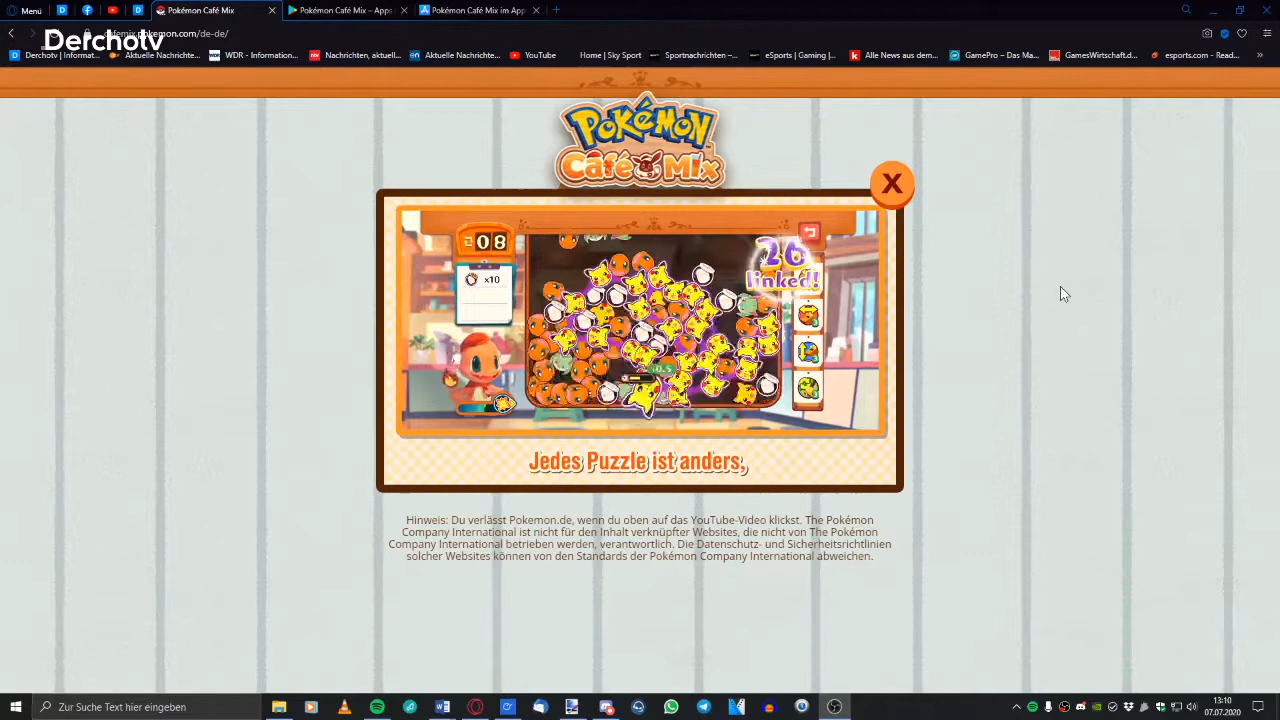 Menü
Pokémon Café Mix
Pokémon Café Mix – Apps
Pokémon Café Mix im App
Derchotv
cafemix.pokemon.com/de-de/
Derchotv | Informat...
Aktuelle Nachrichte...
WDR - Information...
Nachrichten, aktuell...
Aktuelle Nachrichte...
YouTube
Home | Sky Sport
Sportnachrichten –...
eSports | Gaming |...
Alle News aus dem...
GamePro – Das Ma...
GamesWirtschaft.d...
esports.com - Read...
POKéMON
Café Mix
X
08
x10
26
linked!
Jedes Puzzle ist anders,
Hinweis: Du verlässt Pokemon.de, wenn du oben auf das YouTube-Video klickst. The Pokémon
Company International ist nicht für den Inhalt verknüpfter Websites, die nicht von The Pokémon
Company International betrieben werden, verantwortlich. Die Datenschutz- und Sicherheitsrichtlinien
solcher Websites können von den Standards der Pokémon Company International abweichen.
Zur Suche Text hier eingeben
13:10
07.07.2020